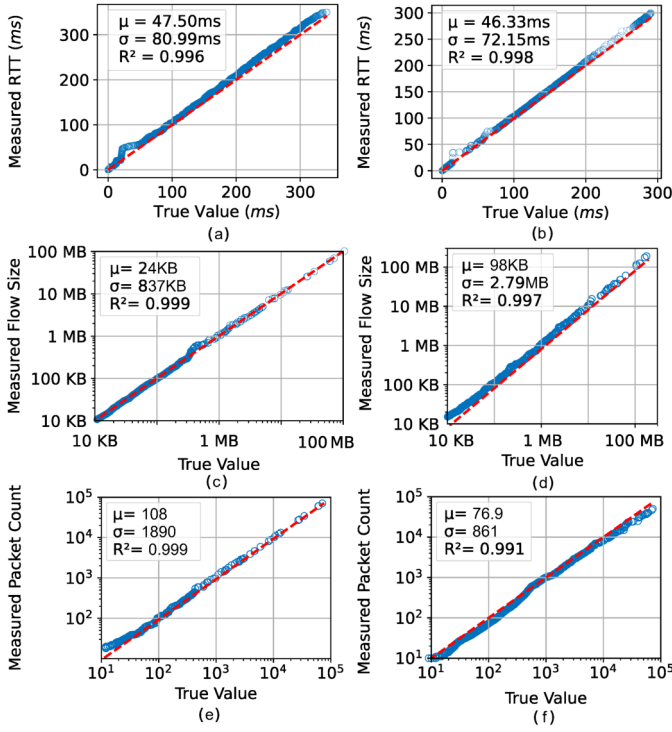 μ = 47.50ms
σ = 80.99ms
R² = 0.996
Measured RTT (ms)
300
200
100
0
0 100 200 300
True Value (ms)
(a)
μ = 46.33ms
σ = 72.15ms
R² = 0.998
Measured RTT (ms)
300
250
200
150
100
50
0
0 100 200 300
True Value (ms)
(b)
μ= 24KB
σ= 837KB
R²= 0.999
Measured Flow Size
100 MB
10 MB
1 MB
100 KB
10 KB
10 KB 1 MB 100 MB
True Value
(c)
μ= 98KB
σ= 2.79MB
R²= 0.997
Measured Flow Size
100 MB
10 MB
1 MB
100 KB
10 KB
10 KB 1 MB 100 MB
True Value
(d)
μ= 108
σ= 1890
R²= 0.999
Measured Packet Count
10⁵
10⁴
10³
10²
10¹ 10² 10³ 10⁴ 10⁵
True Value
(e)
μ= 76.9
σ= 861
R²= 0.991
Measured Packet Count
10⁵
10⁴
10³
10²
10¹
10¹ 10² 10³ 10⁴ 10⁵
True Value
(f)